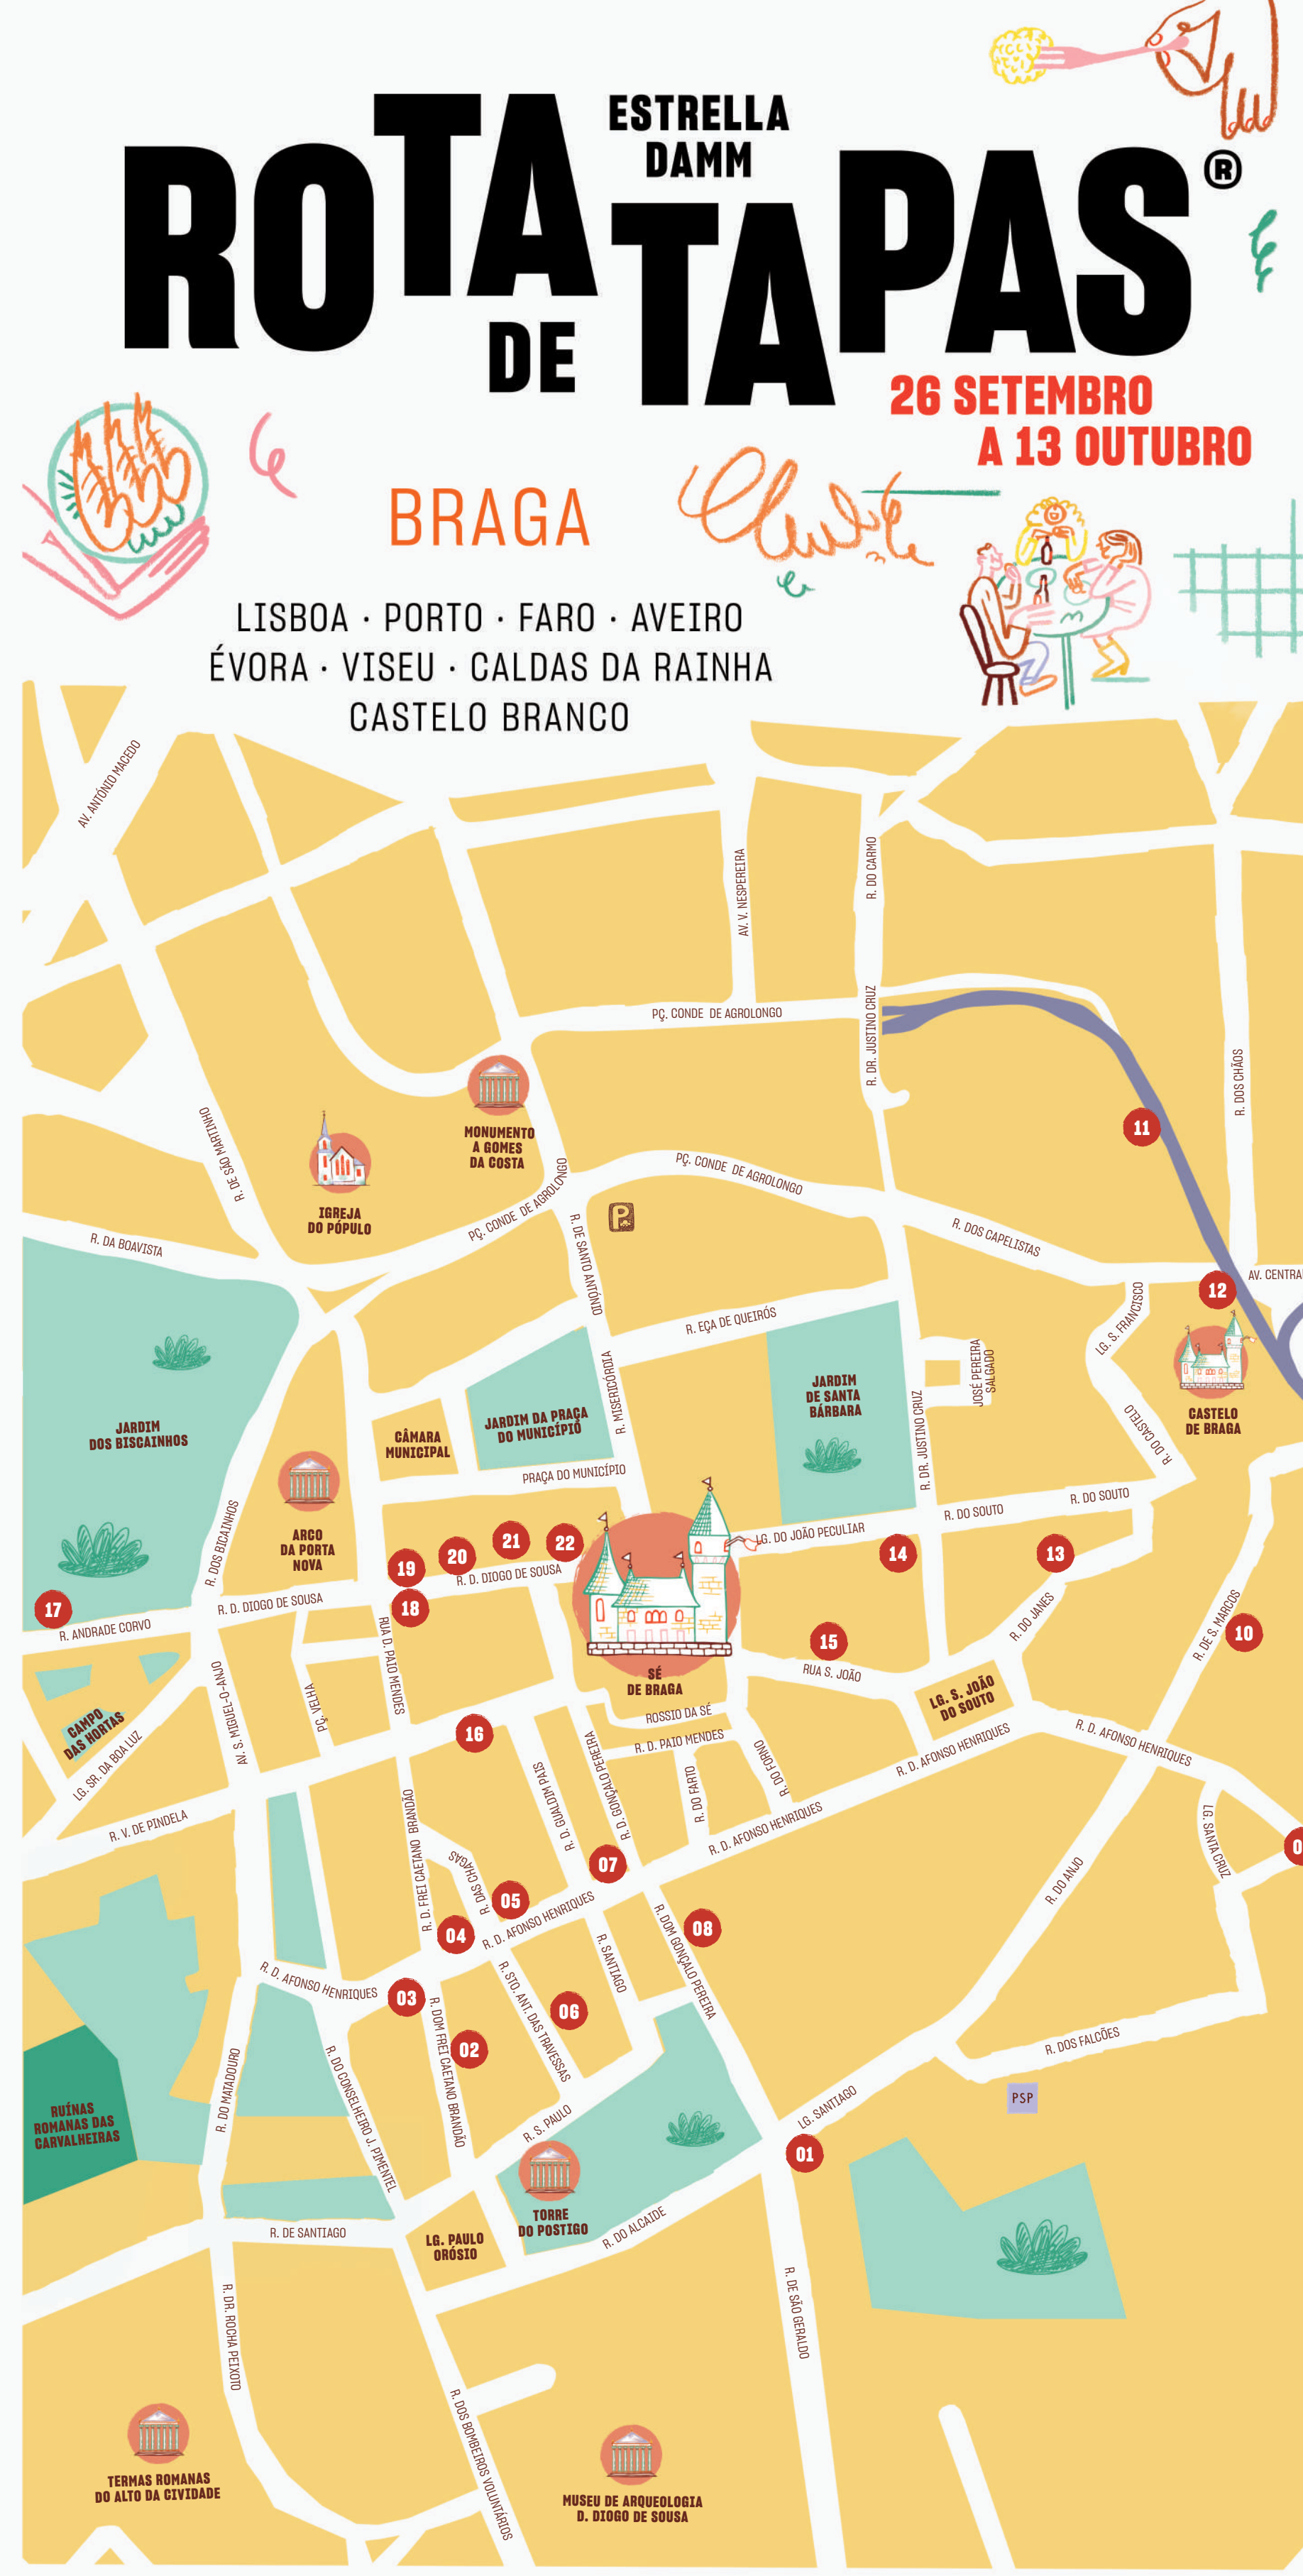 ESTRELLA
DAMM
ROTA
DE
TAPAS®
26 SETEMBRO
A 13 OUTUBRO
BRAGA
LISBOA · PORTO · FARO · AVEIRO
ÉVORA · VISEU · CALDAS DA RAINHA
CASTELO BRANCO
AV. ANTÓNIO MACEDO
AV. V. NESPEREIRA
R. DO CARMO
PÇ. CONDE DE AGROLONGO
R. DR. JUSTINO CRUZ
R. DOS CHÃOS
11
MONUMENTO
A GOMES
DA COSTA
R. DE SÃO MARTINHO
IGREJA
DO PÓPULO
PÇ. CONDE DE AGROLONGO
PÇ. CONDE DE AGROLONGO
P
R. DA BOAVISTA
R. DE SANTO ANTÓNIO
R. DOS CAPELISTAS
AV. CENTRA
12
LG. S. FRANCISCO
R. EÇA DE QUEIRÓS
JOSÉ PEREIRA
SALGADO
JARDIM
DOS BISCAINHOS
CÂMARA
MUNICIPAL
JARDIM DA PRAÇA
DO MUNICÍPIO
R. MISERICÓRDIA
JARDIM
DE SANTA
BÁRBARA
R. DR. JUSTINO CRUZ
R. DO CASTELO
CASTELO
DE BRAGA
PRAÇA DO MUNICÍPIO
R. DO SOUTO
R. DO SOUTO
ARCO
DA PORTA
NOVA
R. DOS BICAINHOS
19
20
21
22
LG. DO JOÃO PECULIAR
14
13
R. D. DIOGO DE SOUSA
R. D. DIOGO DE SOUSA
18
17
R. ANDRADE CORVO
RUA D. PAIO MENDES
15
RUA S. JOÃO
R. DO JANES
R. DE S. MARCOS
10
SÉ
DE BRAGA
LG. S. JOÃO
DO SOUTO
CAMPO
DAS HORTAS
LG. SR. DA BOA LUZ
AV. S. MIGUEL-O-ANJO
PÇ. VELHA
16
ROSSIO DA SÉ
R. D. PAIO MENDES
R. D. GUALDIM PAIS
R. D. GONÇALO PEREIRA
R. DO FARTO
R. DO FORNO
R. D. AFONSO HENRIQUES
R. D. AFONSO HENRIQUES
R. V. DE PINDELA
R. D. AFONSO HENRIQUES
LG. SANTA CRUZ
0
R. D. FREI CAETANO BRANDÃO
R. DAS CHAGAS
07
05
04
R. D. AFONSO HENRIQUES
08
R. DO ANJO
R. D. AFONSO HENRIQUES
03
R. SANTIAGO
R. DOM GONÇALO PEREIRA
R. STO. ANT. DAS TRAVESSAS
06
02
R. DOM FREI CAETANO BRANDÃO
R. DOS FALCÕES
RUÍNAS
ROMANAS DAS
CARVALHEIRAS
R. DO MATADOURO
R. DO CONSELHEIRO J. PIMENTEL
R. S. PAULO
LG. SANTIAGO
PSP
01
TORRE
DO POSTIGO
R. DE SANTIAGO
LG. PAULO
ORÓSIO
R. DO ALCAIDE
R. DE SÃO GERALDO
R. DR. ROCHA PEIXOTO
R. DOS BOMBEIROS VOLUNTÁRIOS
TERMAS ROMANAS
DO ALTO DA CIVIDADE
MUSEU DE ARQUEOLOGIA
D. DIOGO DE SOUSA